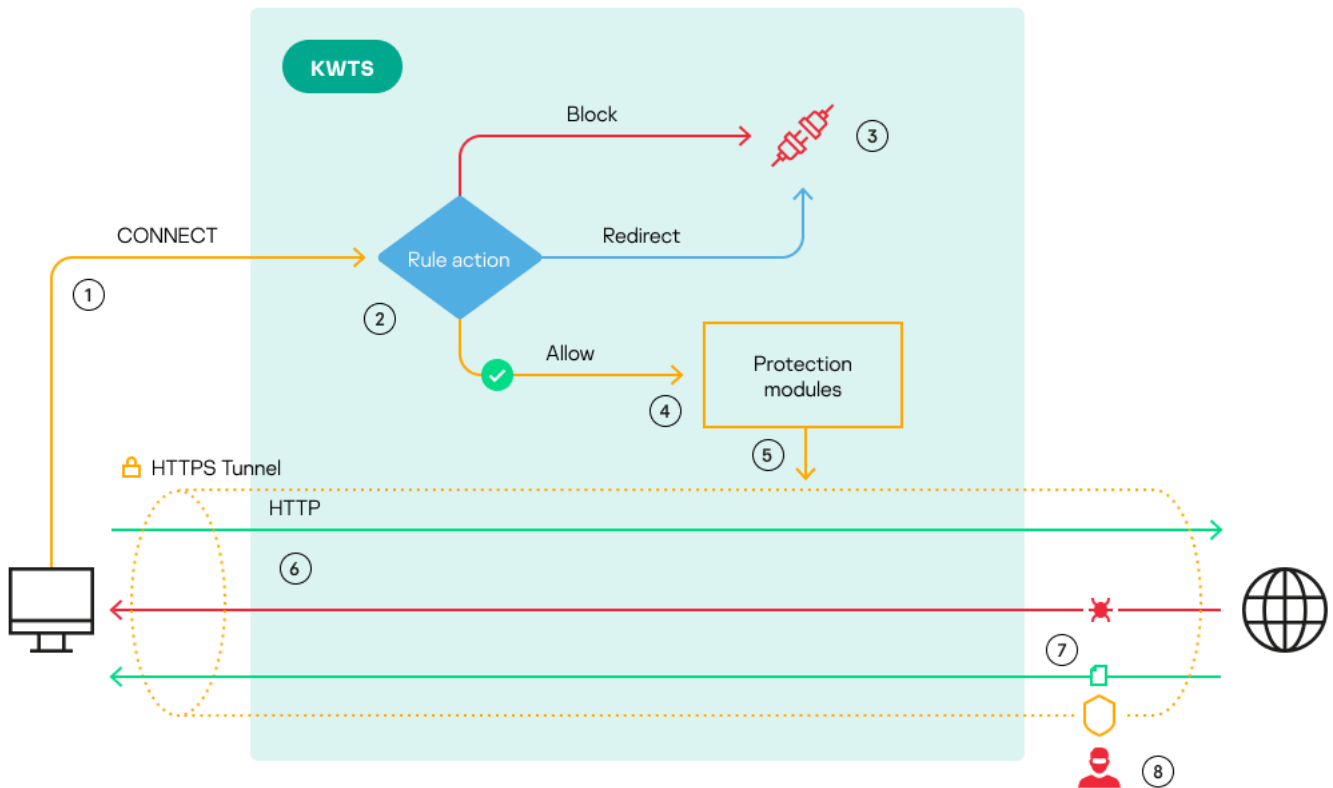 KWTS
Block
3
CONNECT
Redirect
Rule action
1
2
Allow
Protection
modules
4
5
HTTPS Tunnel
HTTP
6
7
8